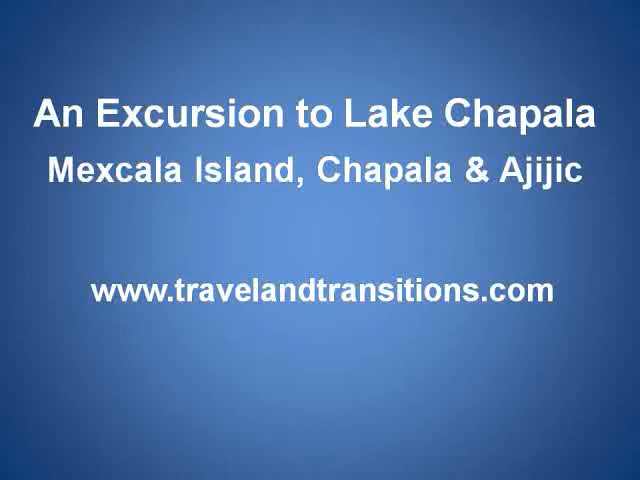 An Excursion to Lake Chapala
Mexcala Island, Chapala & Ajijic
www.travelandtransitions.com